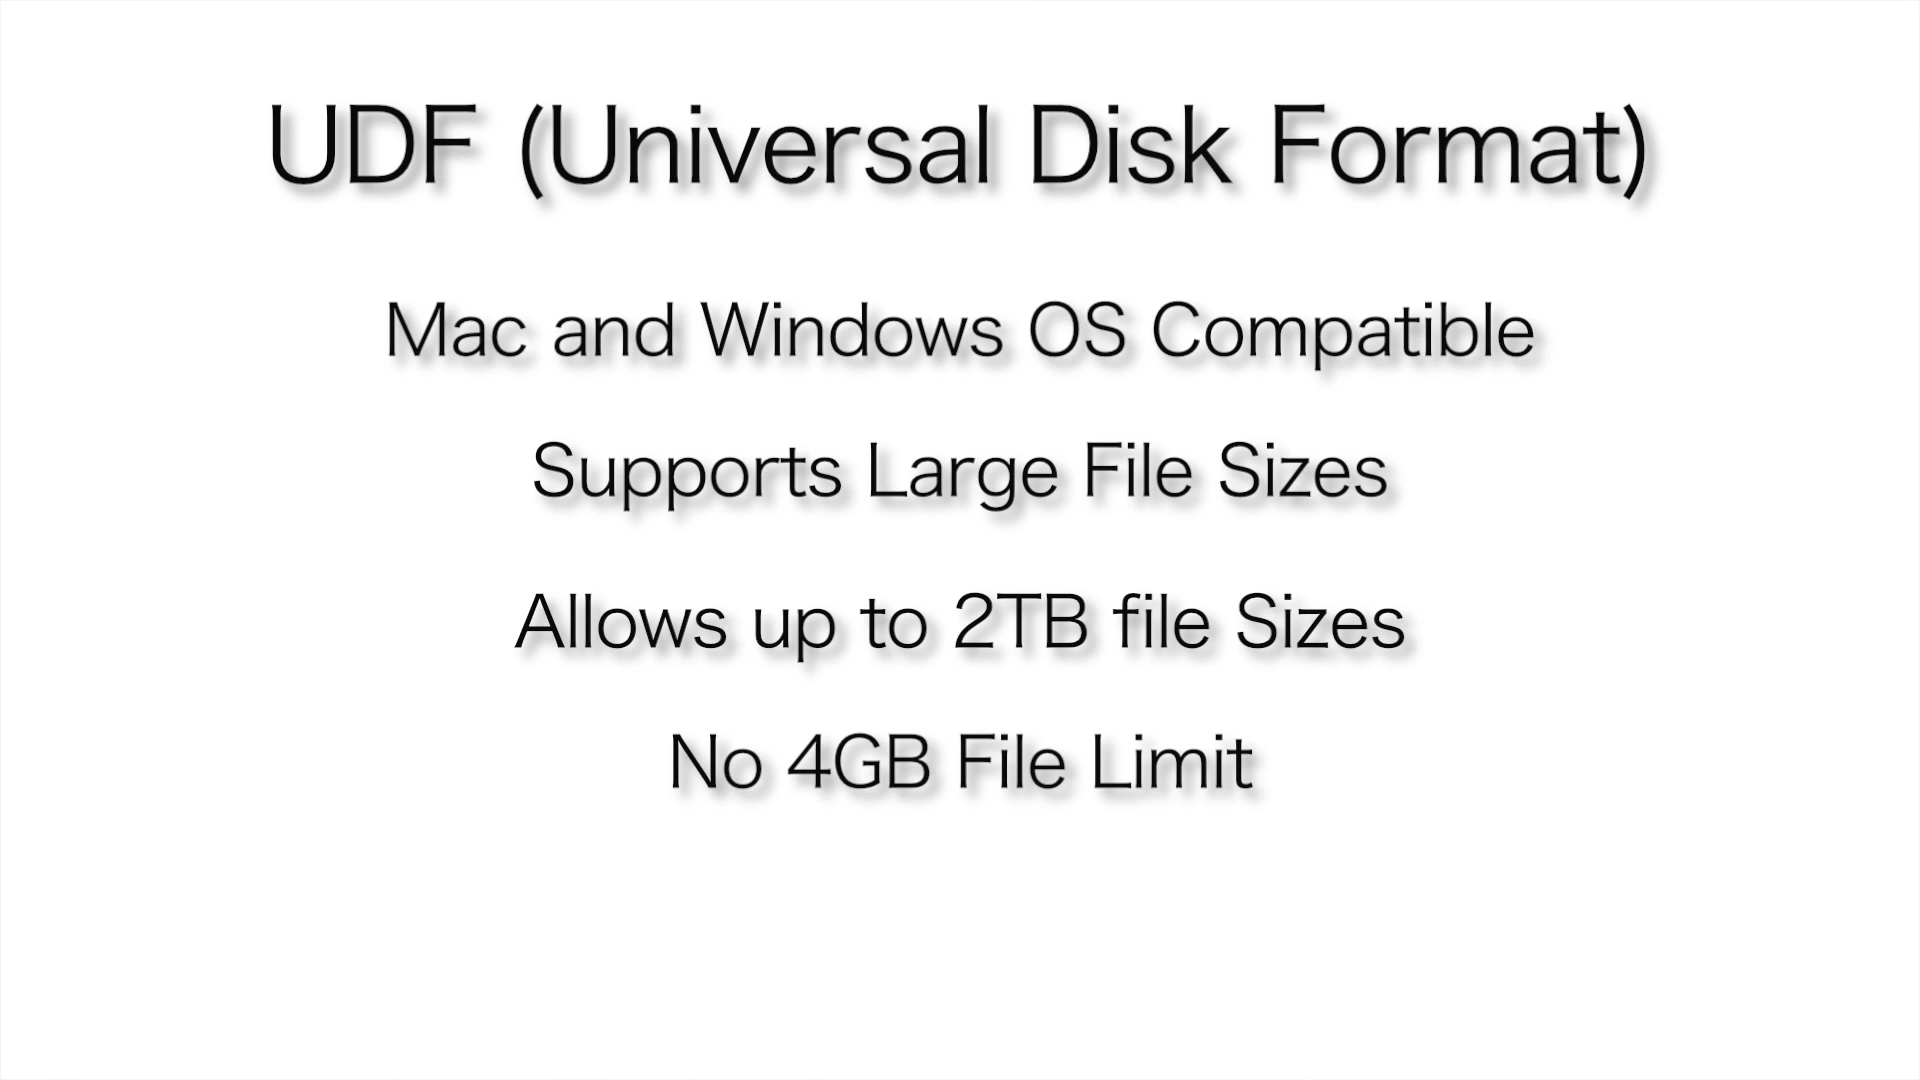 UDF (Universal Disk Format)
Mac and Windows OS Compatible
Supports Large File Sizes
Allows up to 2TB file Sizes
No 4GB File Limit